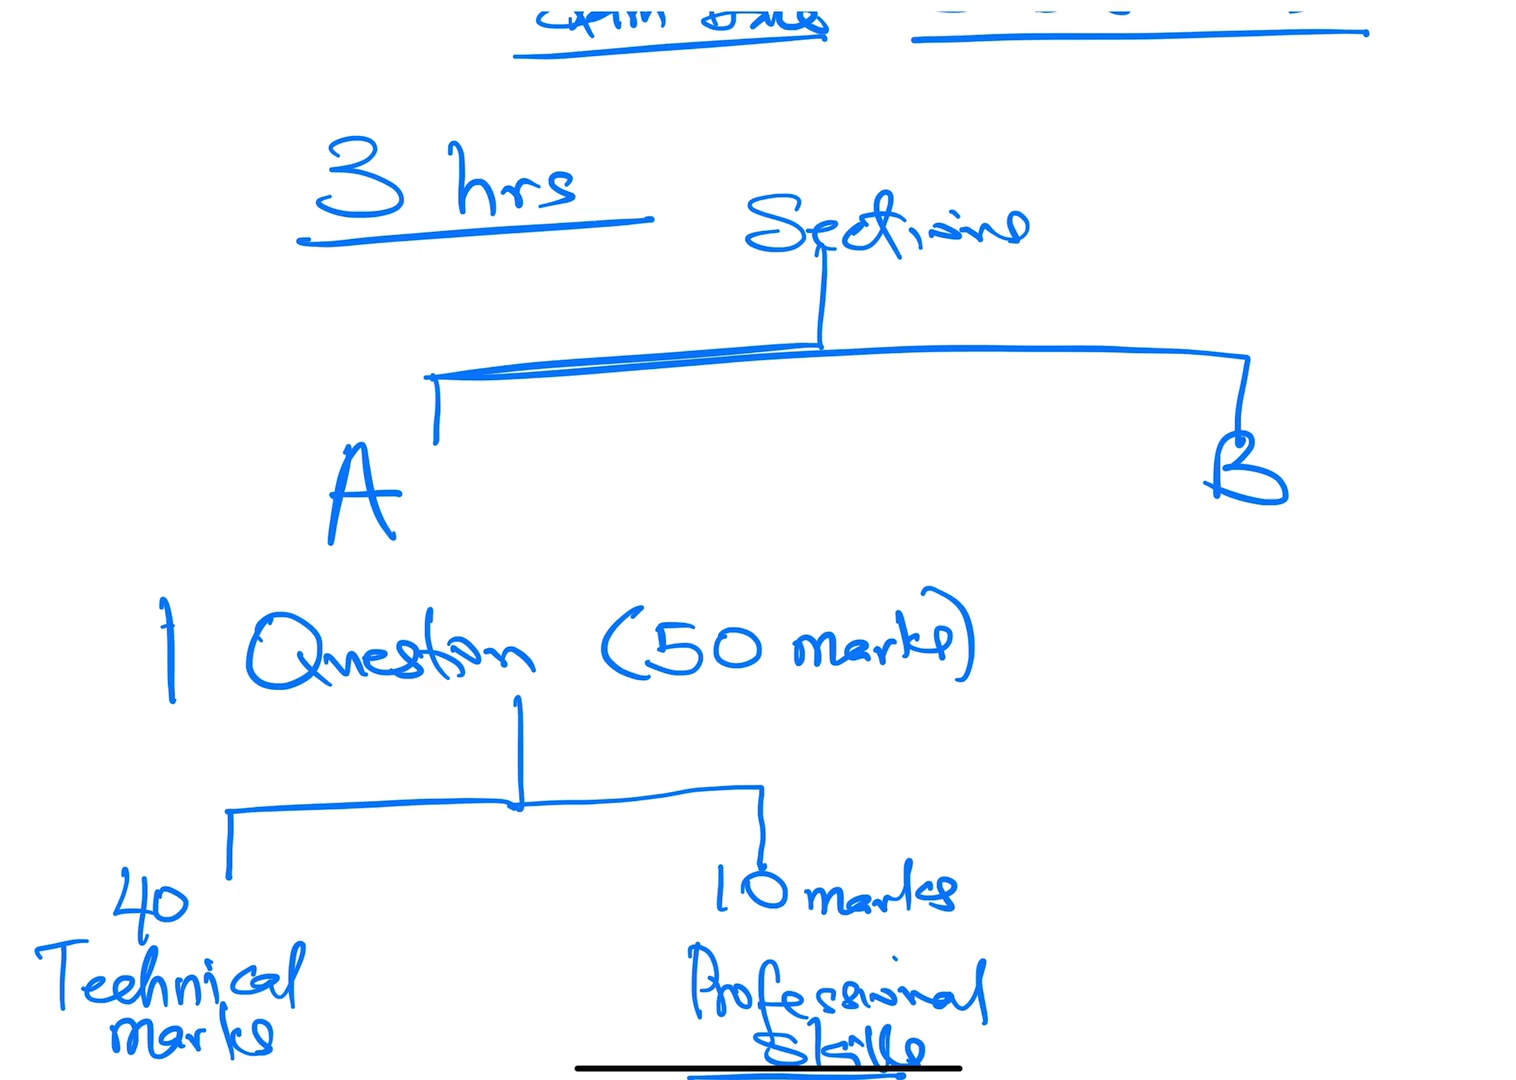 3 hrs
Sections
A B
1 Question (50 marks)
40 10 marks
Technical Professional
marks Skills